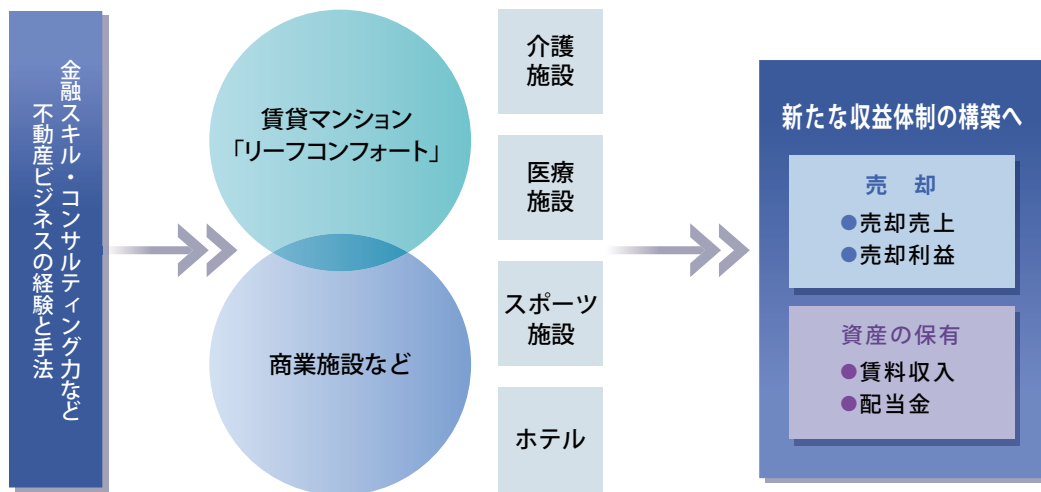 金融スキル・コンサルティング力など
不動産ビジネスの経験と手法
賃貸マンション
「リーフコンフォート」
商業施設など
介護
施設
医療
施設
スポーツ
施設
ホテル
新たな収益体制の構築へ
売　却
●売却売上
●売却利益
資産の保有
●賃料収入
●配当金